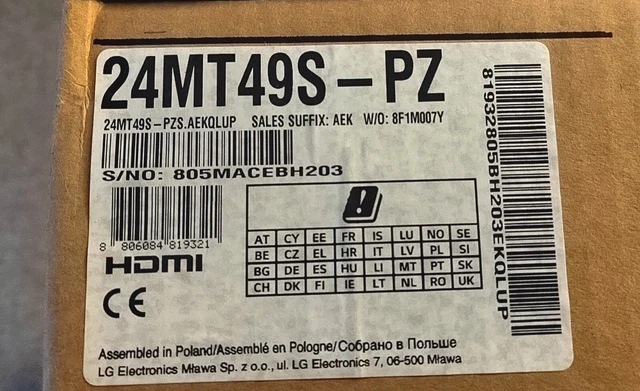 24MT49S-PZ
24MT49S-PZS.AEKQLUP SALES SUFFIX: AEK W/O: 8F1M007Y
S/NO: 805MACEBH203
8 806084 819321
HDMI
CE
AT CY EE FR IS LU NO SE
BE CZ EL HR IT LV PL SI
BG DE ES HU LI MT PT SK
CH DK FI IE LT NL RO UK
81932805BH203EKQLUP
Assembled in Poland/Assemblé en Pologne/Собрано в Польше
LG Electronics Mława Sp. z o.o., ul. LG Electronics 7, 06-500 Mława